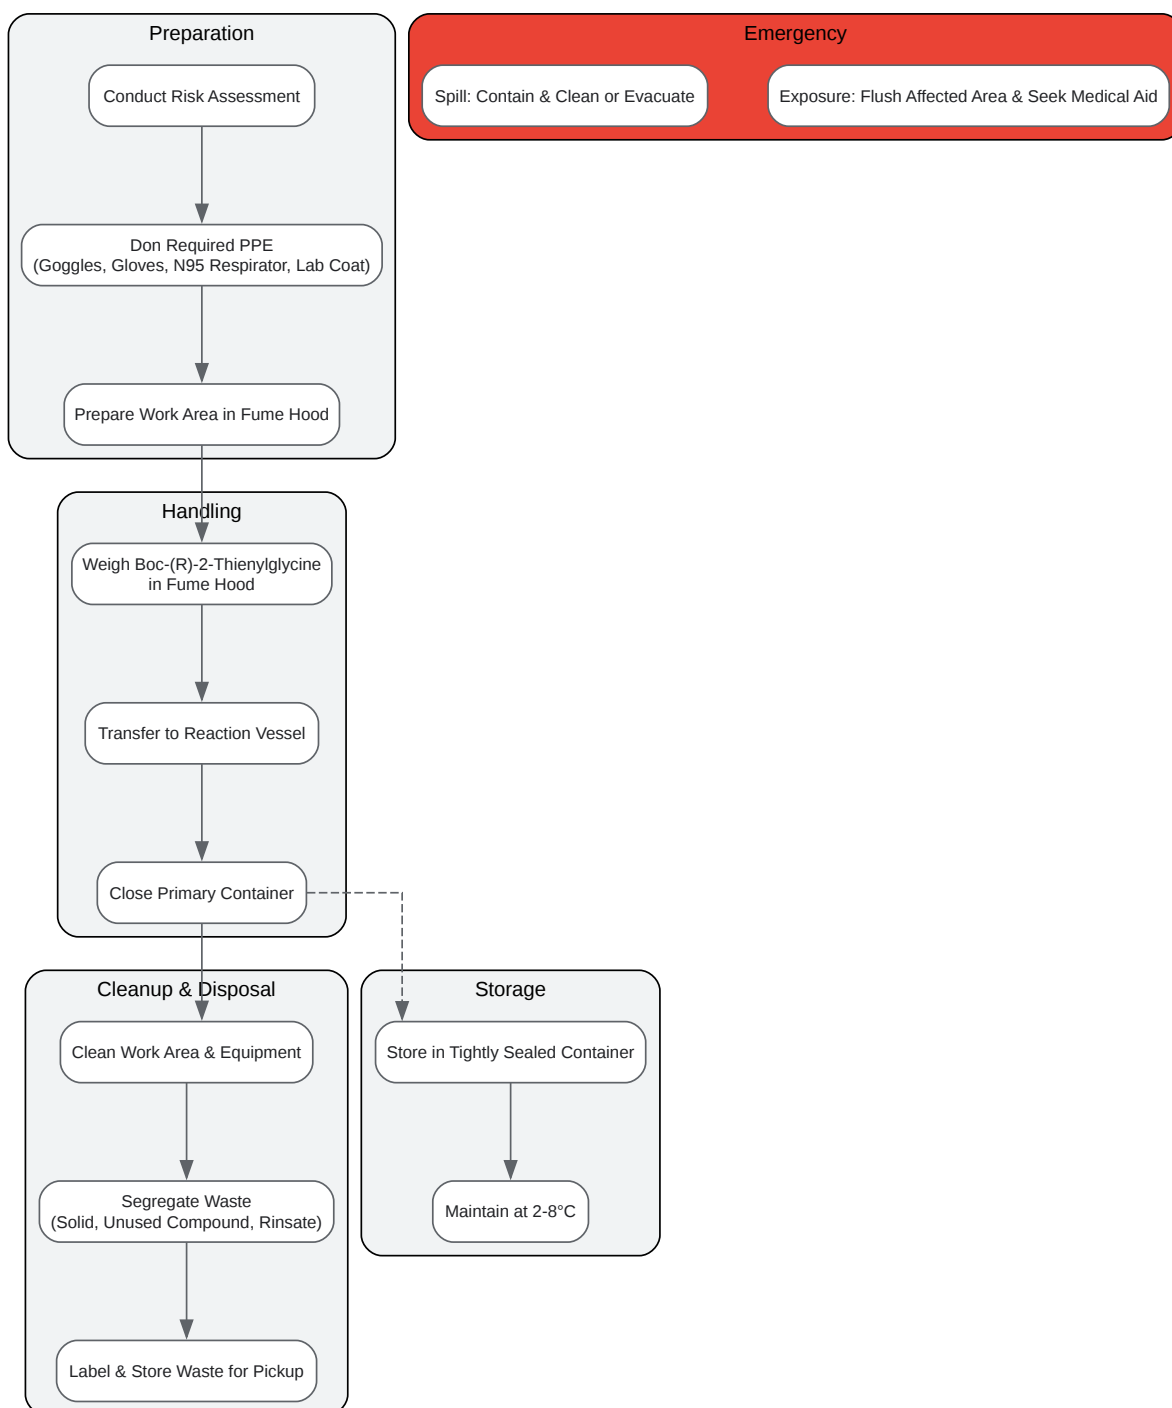 Preparation
Conduct Risk Assessment
Don Required PPE
(Goggles, Gloves, N95 Respirator, Lab Coat)
Prepare Work Area in Fume Hood
Emergency
Spill: Contain & Clean or Evacuate
Exposure: Flush Affected Area & Seek Medical Aid
Handling
Weigh Boc-(R)-2-Thienylglycine
in Fume Hood
Transfer to Reaction Vessel
Close Primary Container
Cleanup & Disposal
Clean Work Area & Equipment
Segregate Waste
(Solid, Unused Compound, Rinsate)
Label & Store Waste for Pickup
Storage
Store in Tightly Sealed Container
Maintain at 2-8°C